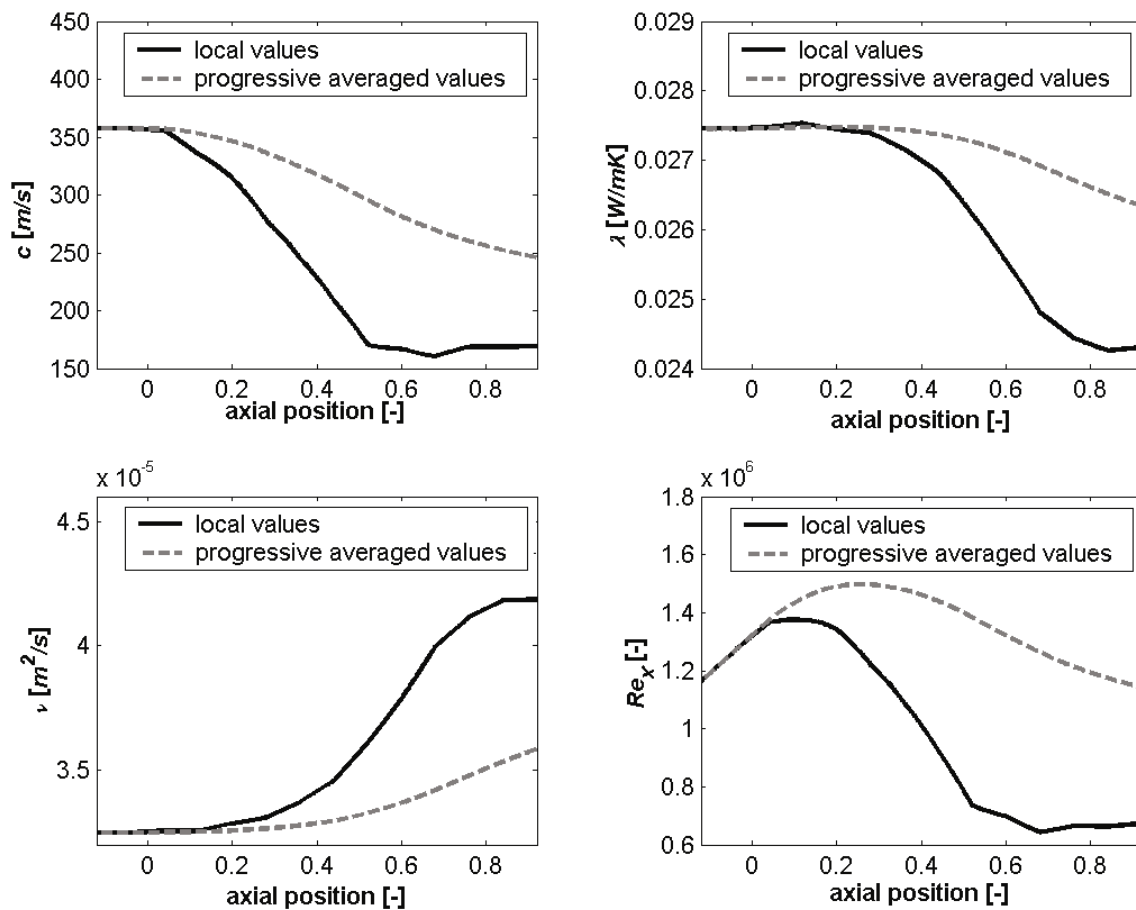 450
400
350
300
250
200
150
c [m/s]
local values
progressive averaged values
0 0.2 0.4 0.6 0.8
axial position [-]
0.029
0.028
0.027
0.026
0.025
0.024
λ [W/mK]
local values
progressive averaged values
0 0.2 0.4 0.6 0.8
axial position [-]
x 10-5
4.5
4
3.5
ν [m2/s]
local values
progressive averaged values
0 0.2 0.4 0.6 0.8
axial position [-]
x 10^6
1.8
1.6
1.4
1.2
1
0.8
0.6
Rex [-]
local values
progressive averaged values
0 0.2 0.4 0.6 0.8
axial position [-]